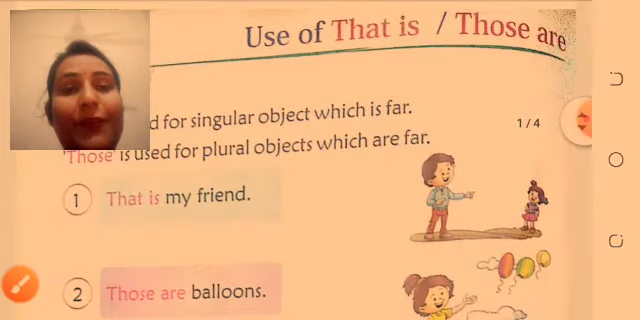 Use of That is / Those are
d for singular object which is far.
'Those' is used for plural objects which are far.
1/4
1 That is my friend.
2 Those are balloons.